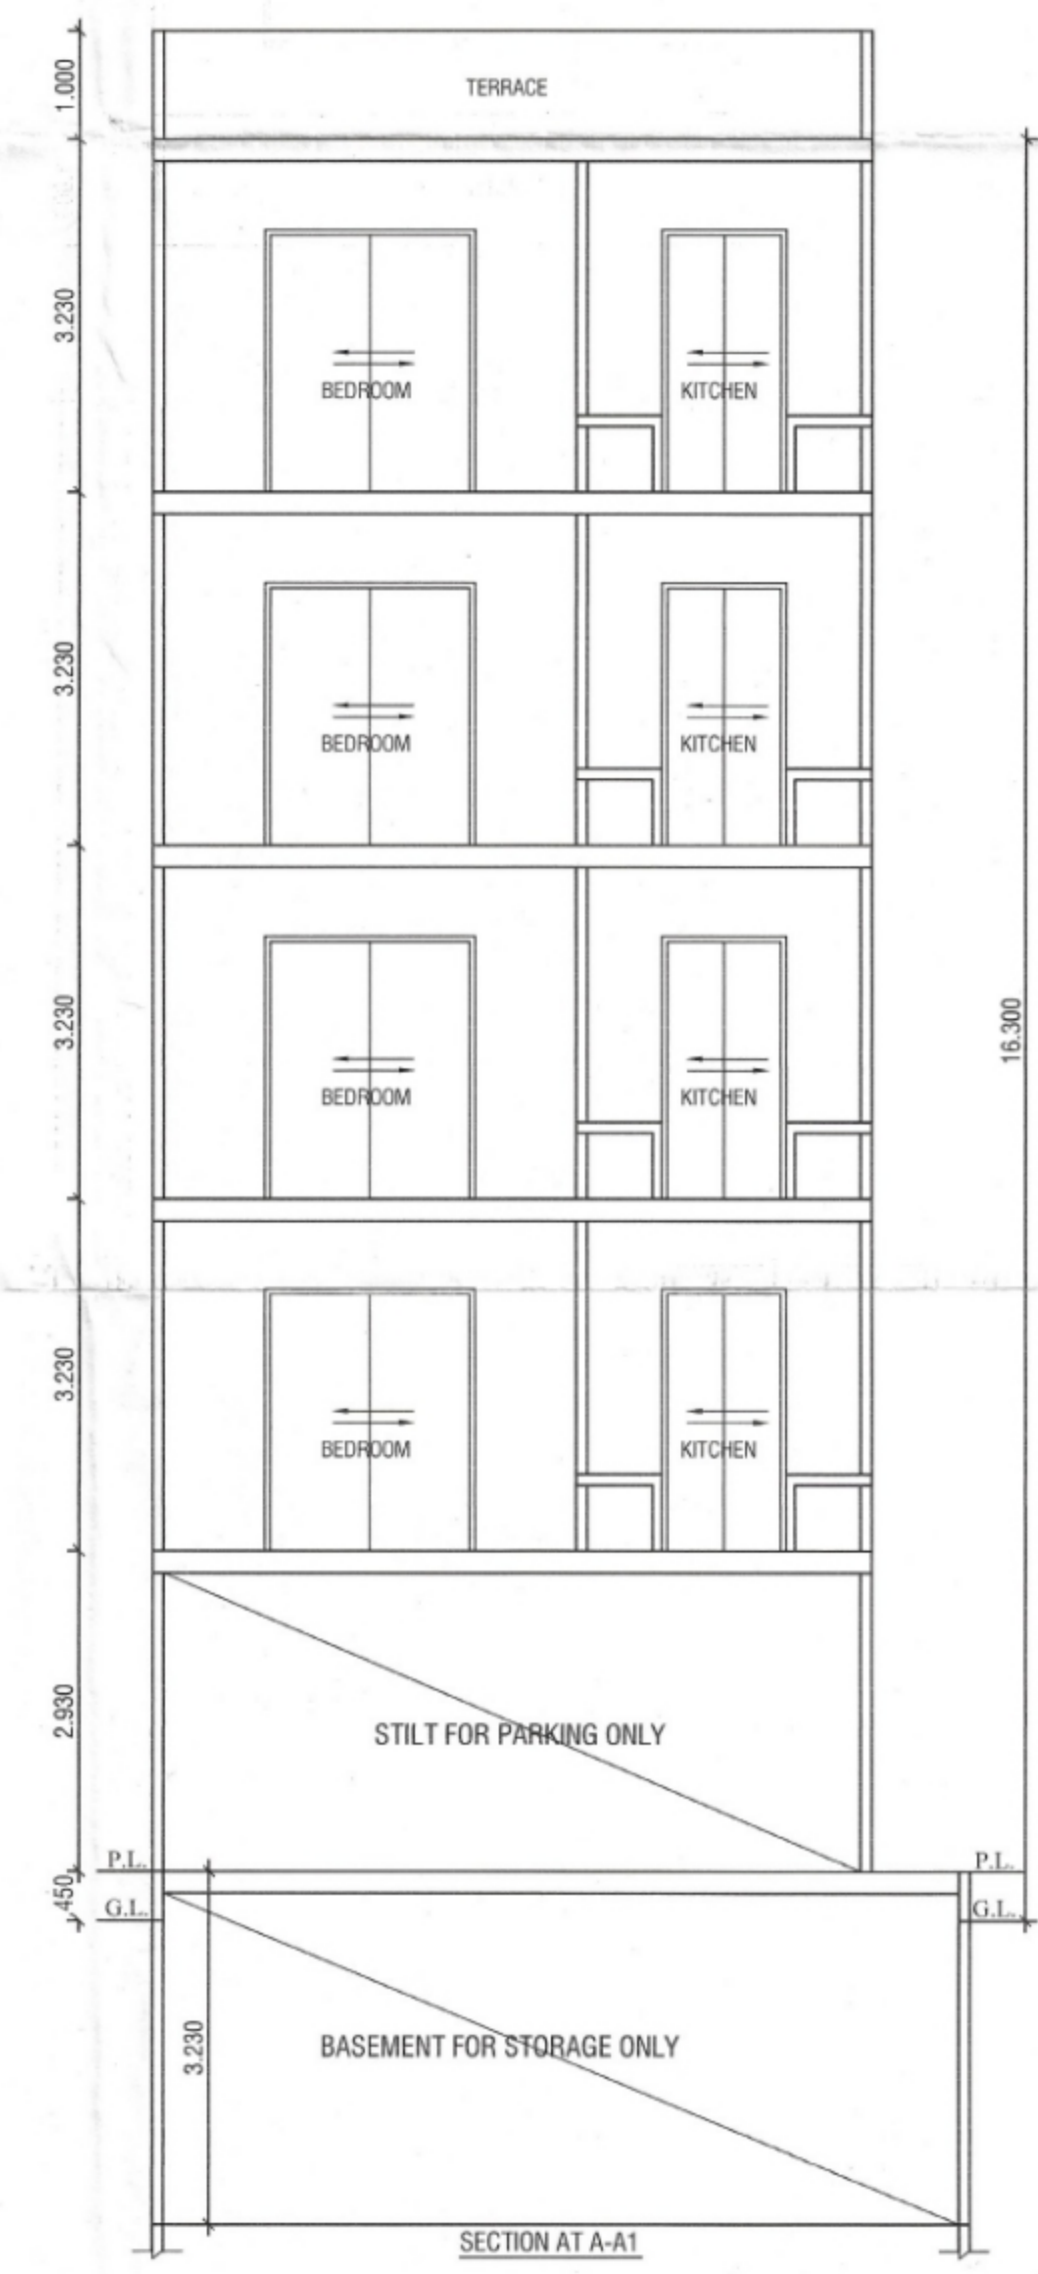 TERRACE
1.000
3.230
BEDROOM
KITCHEN
3.230
BEDROOM
KITCHEN
3.230
BEDROOM
KITCHEN
16.300
3.230
BEDROOM
KITCHEN
2.930
STILT FOR PARKING ONLY
P.L.
P.L.
.450
G.L.
G.L.
3.230
BASEMENT FOR STORAGE ONLY
SECTION AT A-A1